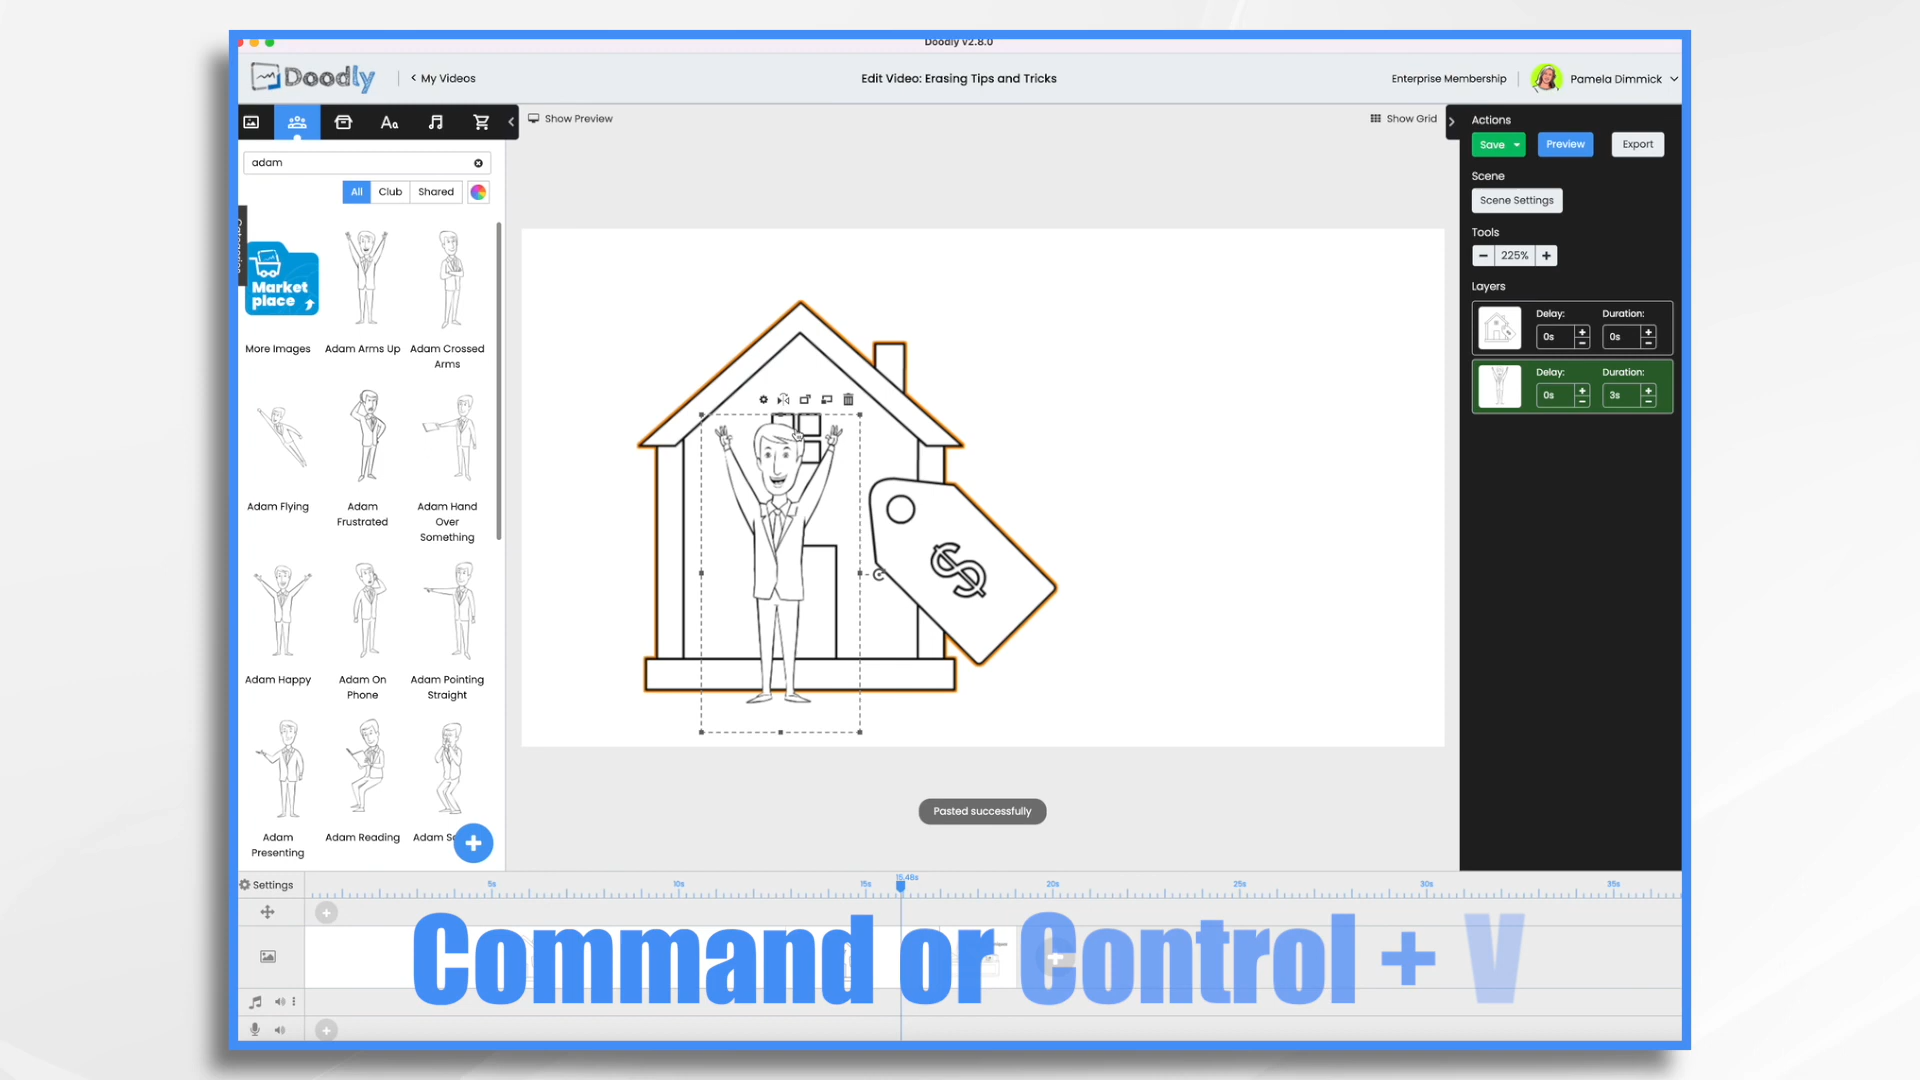 Doodly v2.8.0
Doodly
< My Videos
Edit Video: Erasing Tips and Tricks
Enterprise Membership
Pamela Dimmick
Aa
Show Preview
Show Grid
adam
All Club Shared
Market
place
More Images
Adam Arms Up
Adam Crossed
Arms
Adam Flying
Adam
Frustrated
Adam Hand
Over
Something
Adam Happy
Adam On
Phone
Adam Pointing
Straight
Adam
Presenting
Adam Reading
$
Pasted successfully
Actions
Save
Preview
Export
Scene
Scene Settings
Tools
- 225% +
Layers
Delay: Duration:
0s 0s
Delay: Duration:
0s 3s
Settings
5s 10s 15s 15.48s 20s 25s 30s 35s
Command or Control + V